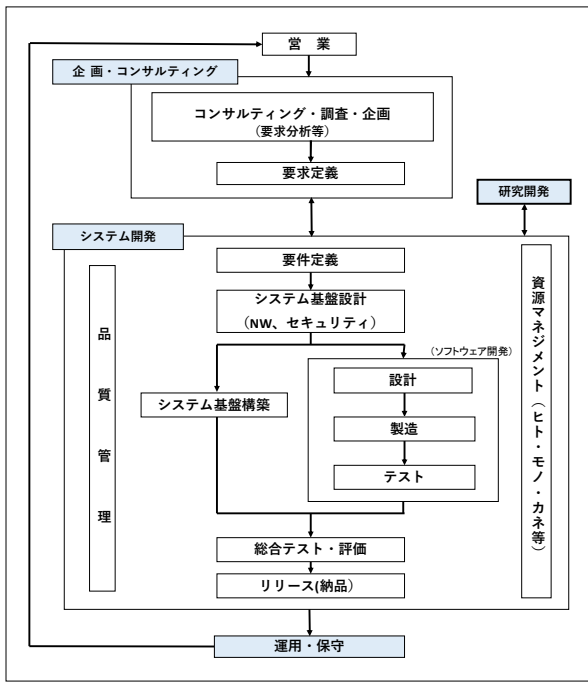 営　業
企 画・コンサルティング
コンサルティング・調査・企画
（要求分析等）
要求定義
研究開発
システム開発
要件定義
システム基盤設計
（NW、セキュリティ）
（ソフトウェア開発）
設計
システム基盤構築
製造
テスト
総合テスト・評価
リリース(納品）
品質管理
資源マネジメント（ヒト・モノ・カネ等）
運用・保守